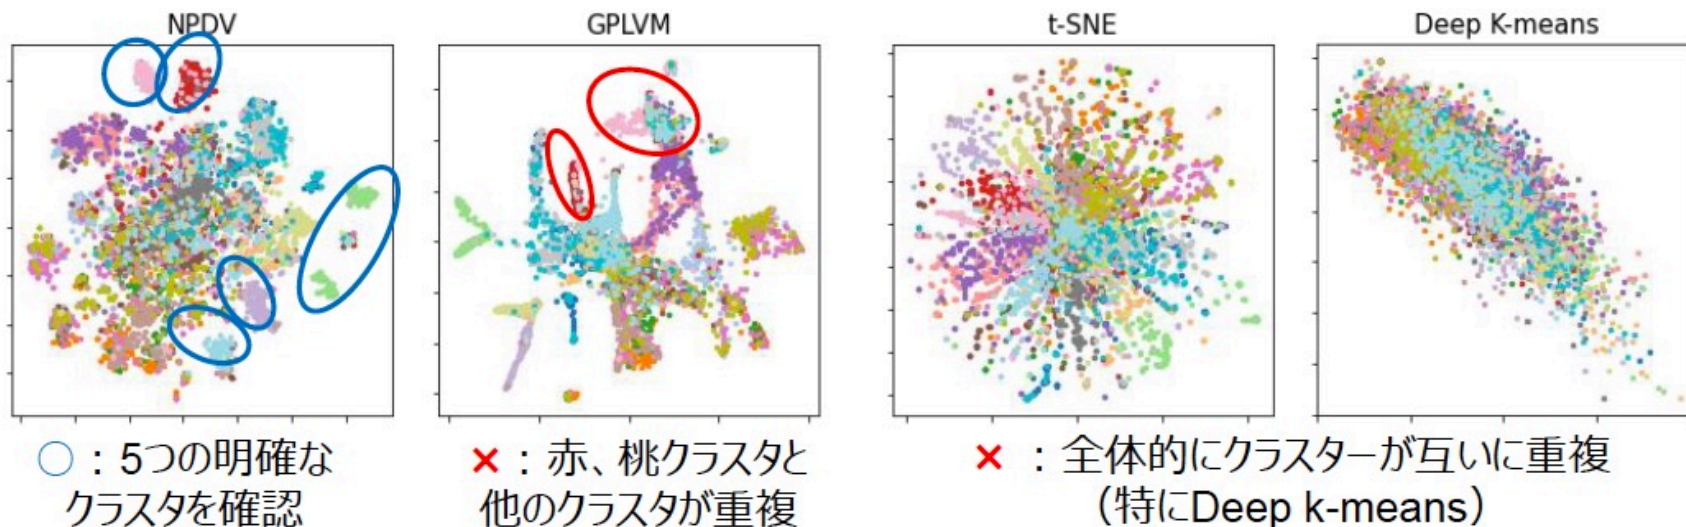 NPDV
GPLVM
t-SNE
Deep K-means
○：5つの明確な
クラスタを確認
×：赤、桃クラスタと
他のクラスタが重複
×：全体的にクラスターが互いに重複
（特にDeep k-means）